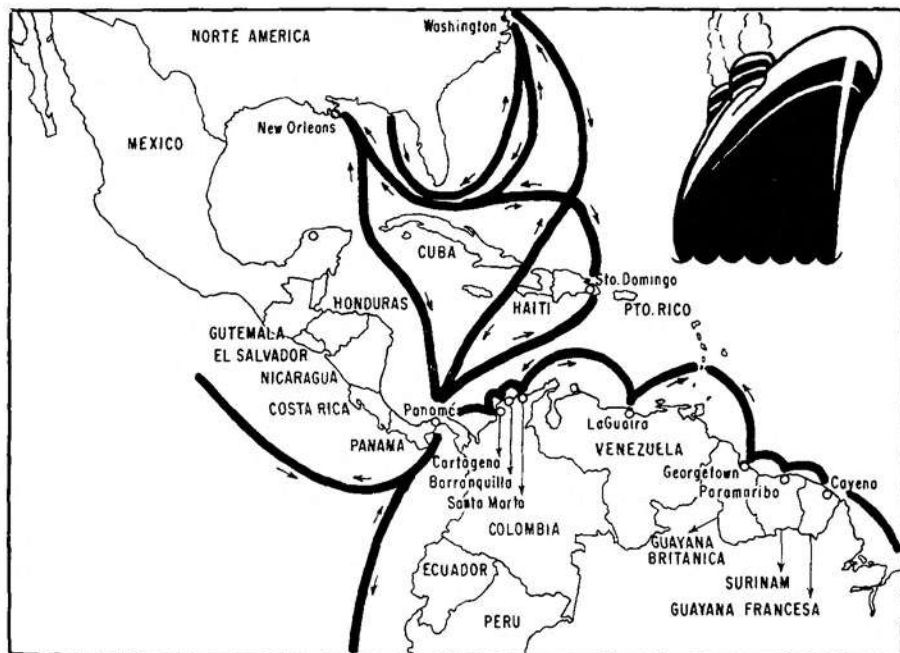 Washington
NORTE AMERICA
New Orleans
MÉXICO
CUBA
Sto. Domingo
HAITI
PTO. RICO
HONDURAS
GUTEMALA
EL SALVADOR
NICARAGUA
COSTA RICA
Panamá
PANAMA
LaGuaira
VENEZUELA
Cartagena
Barranquilla
Santa Marta
Georgetown
Paramaribo
Cayena
COLOMBIA
GUAYANA
BRITANICA
ECUADOR
SURINAM
GUAYANA FRANCESA
PERU